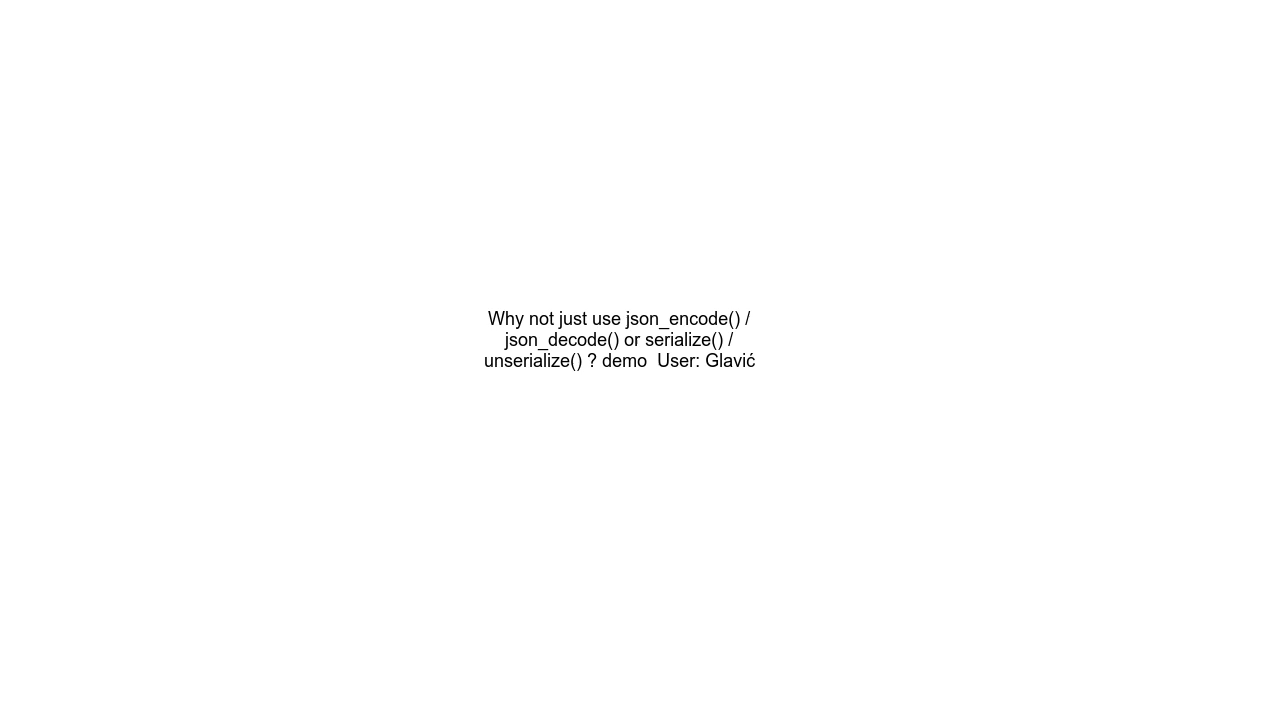 Why not just use json_encode() /
json_decode() or serialize() /
unserialize() ? demo  User: Glavić